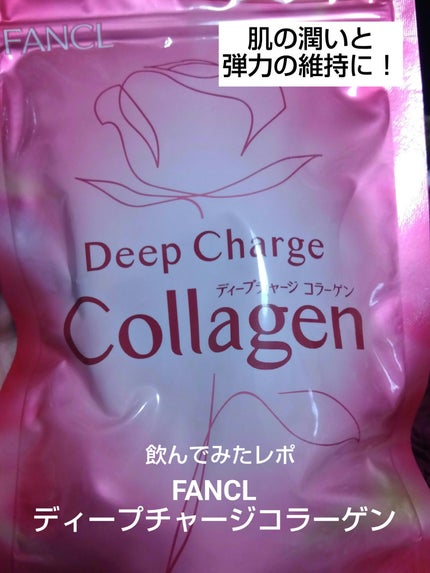 FANCL
肌の潤いと
弾力の維持に！
Deep Charge
ディープチャージ コラーゲン
Collagen
飲んでみたレポ
FANCL
ディープチャージコラーゲン